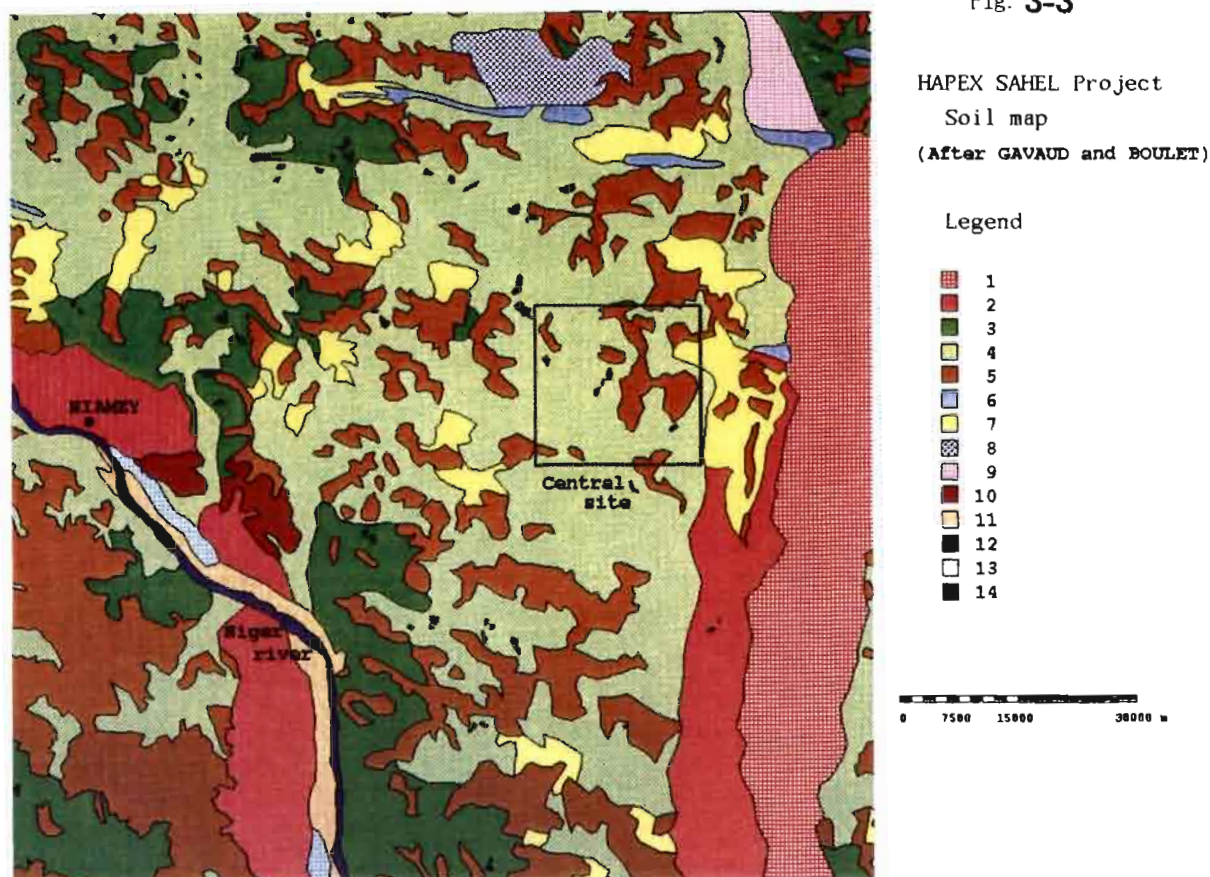 Fig. 3-3
HAPEX SAHEL Project
Soil map
(After GAVAUD and BOULET)
Legend
1
2
3
4
5
6
7
8
9
10
11
12
13
14
NIAMEY
Central
site
Niger
river
0 7500 15000 30000 m